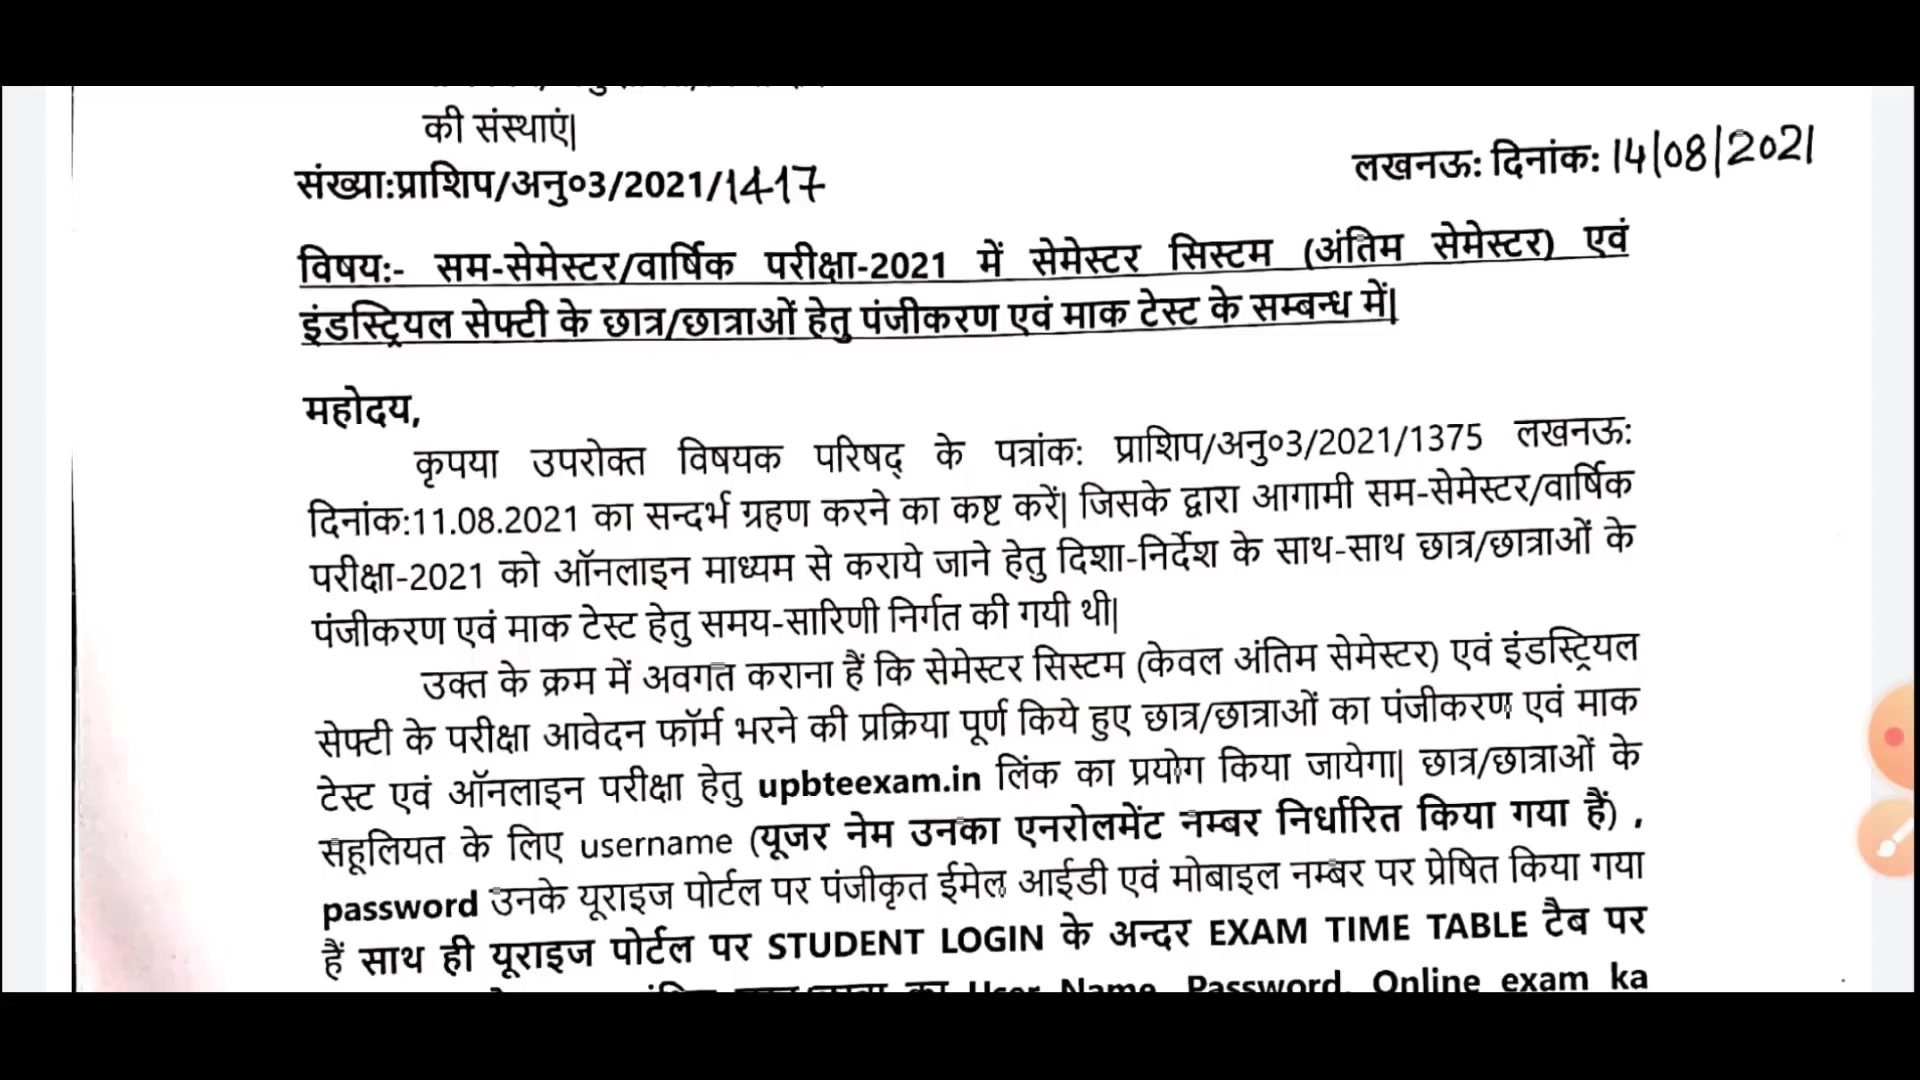 की संस्थाएं|
संख्या:प्राशिप/अनु०3/2021/1417
लखनऊ: दिनांक: 14/08/2021
विषय:- सम-सेमेस्टर/वार्षिक परीक्षा-2021 में सेमेस्टर सिस्टम (अंतिम सेमेस्टर) एवं
इंडस्ट्रियल सेफ्टी के छात्र/छात्राओं हेतु पंजीकरण एवं माक टेस्ट के सम्बन्ध में|
महोदय,
कृपया उपरोक्त विषयक परिषद् के पत्रांक: प्राशिप/अनु०3/2021/1375 लखनऊ:
दिनांक:11.08.2021 का सन्दर्भ ग्रहण करने का कष्ट करें| जिसके द्वारा आगामी सम-सेमेस्टर/वार्षिक
परीक्षा-2021 को ऑनलाइन माध्यम से कराये जाने हेतु दिशा-निर्देश के साथ-साथ छात्र/छात्राओं के
पंजीकरण एवं माक टेस्ट हेतु समय-सारिणी निर्गत की गयी थी|
उक्त के क्रम में अवगत कराना हैं कि सेमेस्टर सिस्टम (केवल अंतिम सेमेस्टर) एवं इंडस्ट्रियल
सेफ्टी के परीक्षा आवेदन फॉर्म भरने की प्रक्रिया पूर्ण किये हुए छात्र/छात्राओं का पंजीकरण एवं माक
टेस्ट एवं ऑनलाइन परीक्षा हेतु upbteexam.in लिंक का प्रयोग किया जायेगा| छात्र/छात्राओं के
सहूलियत के लिए username (यूजर नेम उनका एनरोलमेंट नम्बर निर्धारित किया गया हैं) ,
password उनके यूराइज पोर्टल पर पंजीकृत ईमेल आईडी एवं मोबाइल नम्बर पर प्रेषित किया गया
हैं साथ ही यूराइज पोर्टल पर STUDENT LOGIN के अन्दर EXAM TIME TABLE टैब पर
का User Name, Password, Online exam ka